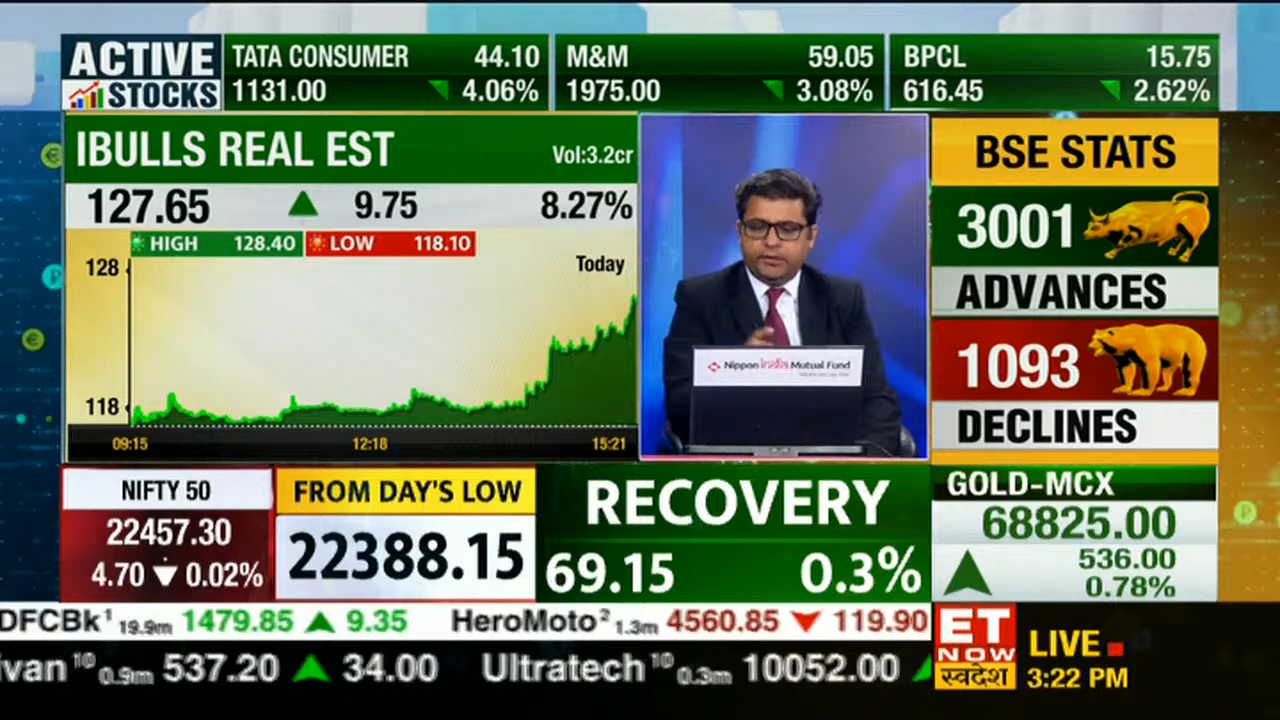 ACTIVE
STOCKS
TATA CONSUMER 44.10
1131.00 4.06%
M&M 59.05
1975.00 3.08%
BPCL 15.75
616.45 2.62%
IBULLS REAL EST Vol:3.2cr
127.65 9.75 8.27%
HIGH 128.40 LOW 118.10
Today
128
118
09:15 12:18 15:21
Nippon india Mutual Fund
BSE STATS
3001
ADVANCES
1093
DECLINES
NIFTY 50
22457.30
4.70 0.02%
FROM DAY'S LOW
22388.15
RECOVERY
69.15 0.3%
GOLD-MCX
68825.00
536.00
0.78%
DFCBk 1 19.9m 1479.85 9.35 HeroMoto 2 1.3m 4560.85 119.90
ivan 10 0.9m 537.20 34.00 Ultratech 10 0.3m 10052.00
ET
NOW
स्वदेश
LIVE
3:22 PM